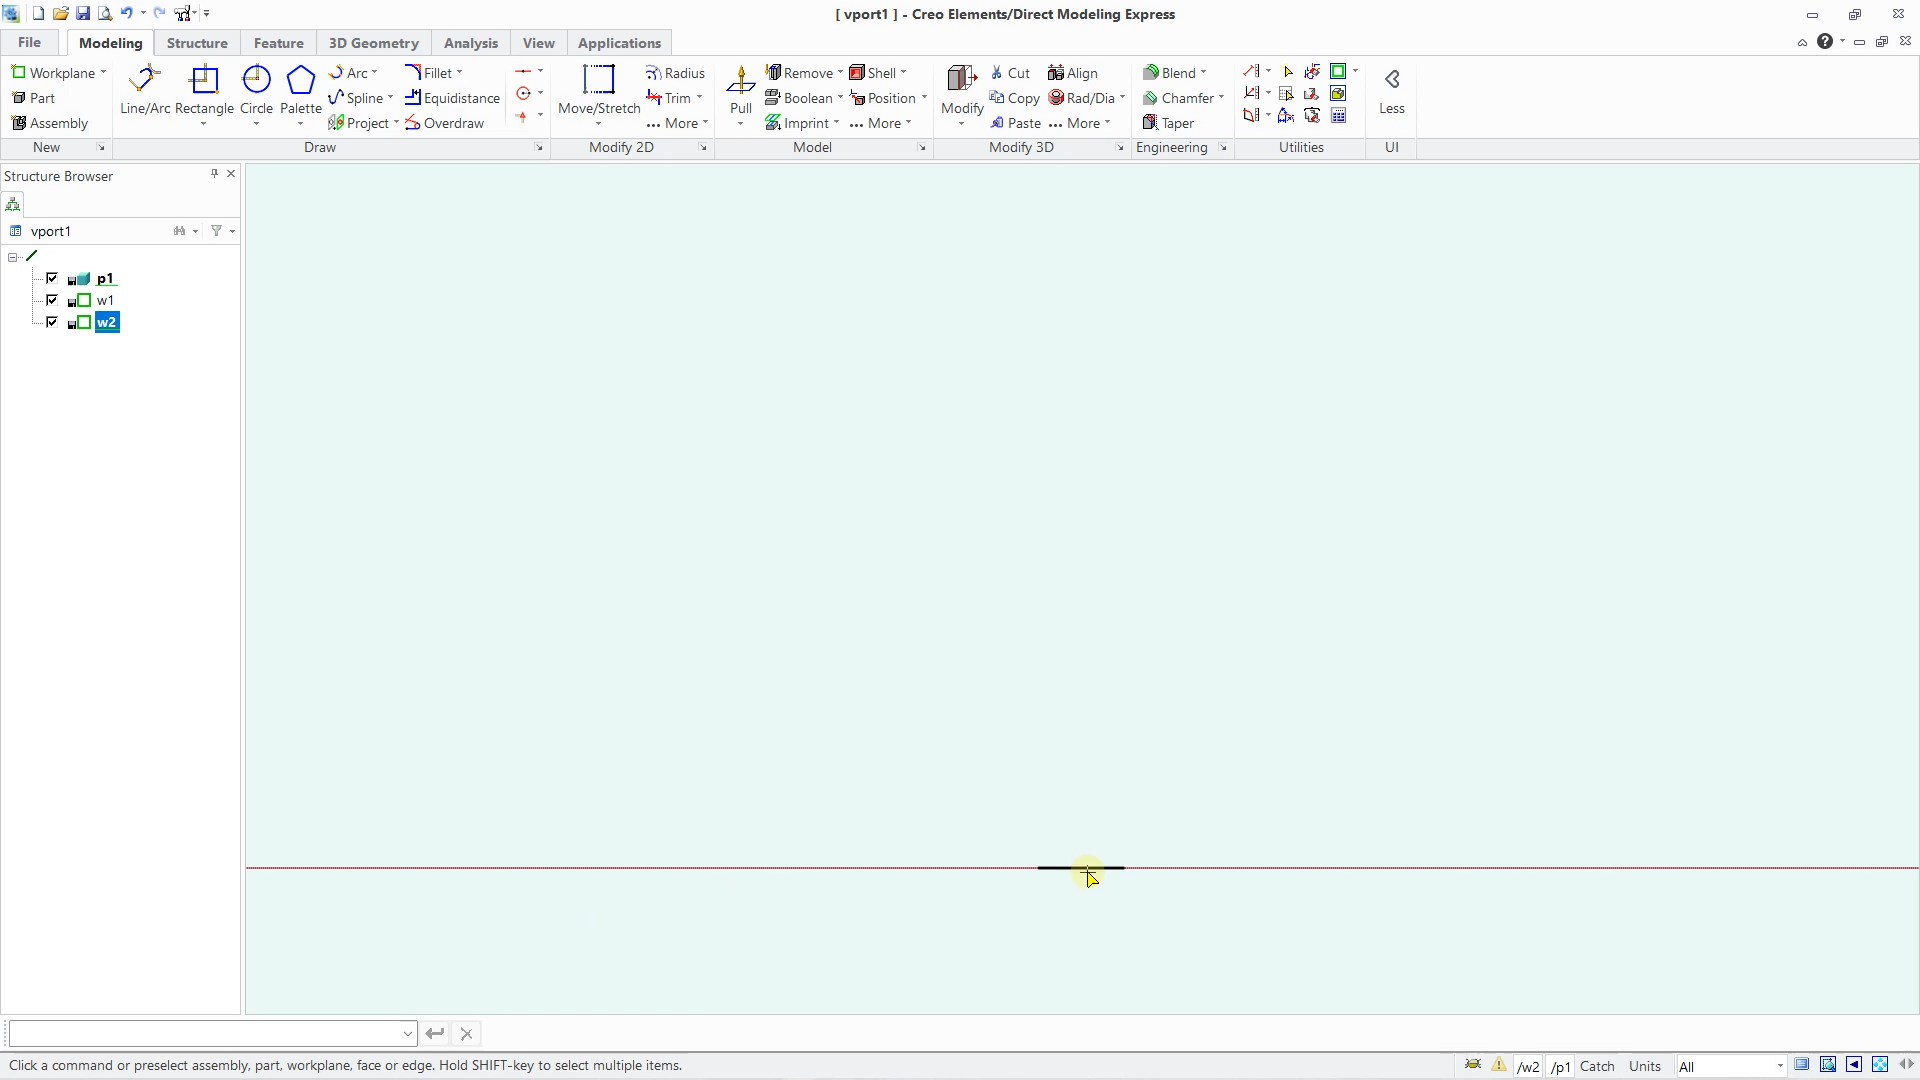 [ vport1 ] - Creo Elements/Direct Modeling Express
File Modeling Structure Feature 3D Geometry Analysis View Applications
Workplane
Part
Assembly
New
Line/Arc Rectangle Circle Palette
Arc Fillet
Spline Equidistance
Project Overdraw
Draw
Move/Stretch
Radius
Trim
... More
Modify 2D
Pull
Remove Shell
Boolean Position
Imprint ... More
Model
Modify
Cut Align
Copy Rad/Dia
Paste ... More
Modify 3D
Blend
Chamfer
Taper
Engineering
Utilities
Less
UI
Structure Browser
vport1
p1
w1
w2
Click a command or preselect assembly, part, workplane, face or edge. Hold SHIFT-key to select multiple items.
/w2 /p1 Catch Units All